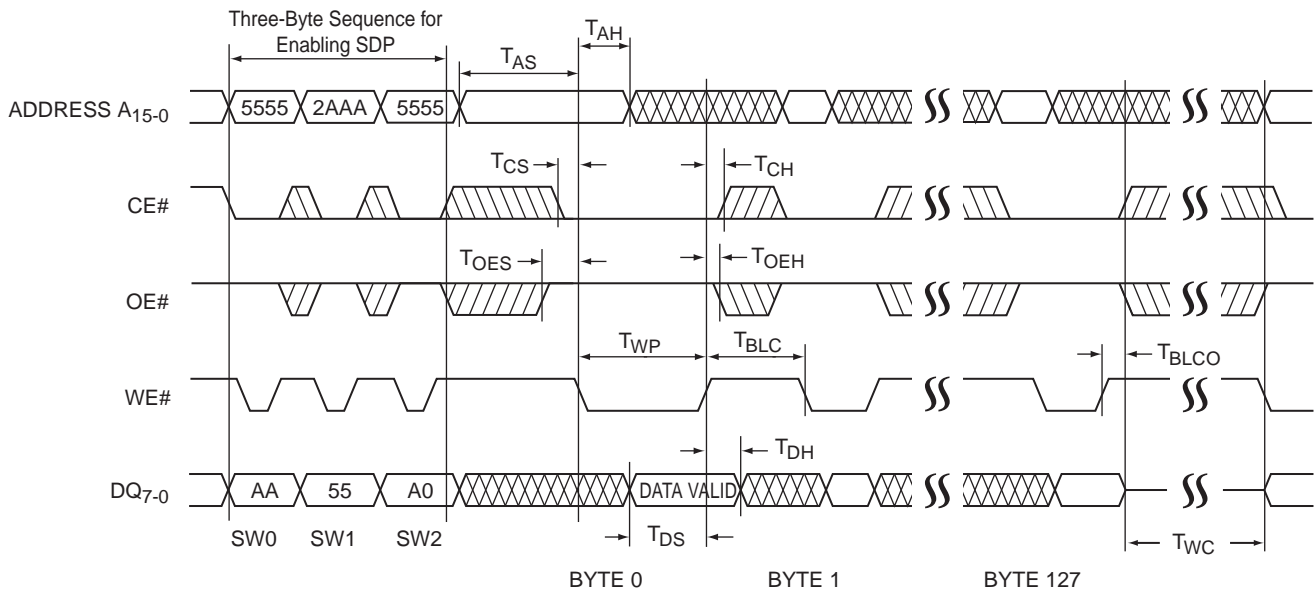 Three-Byte Sequence for
Enabling SDP
TAH
TAS
ADDRESS A15-0
5555 2AAA 5555
TCS
TCH
CE#
TOES
TOEH
OE#
TWP
TBLC
TBLCO
WE#
TDH
DQ7-0
AA 55 A0 DATA VALID
SW0 SW1 SW2
TDS
TWC
BYTE 0 BYTE 1 BYTE 127